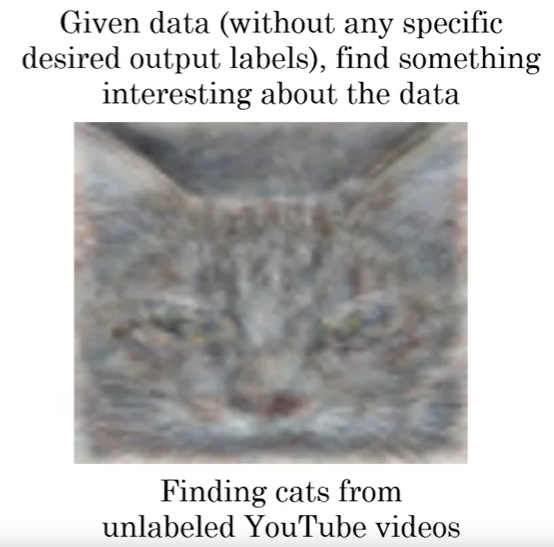 Given data (without any specific
desired output labels), find something
interesting about the data
Finding cats from
unlabeled YouTube videos